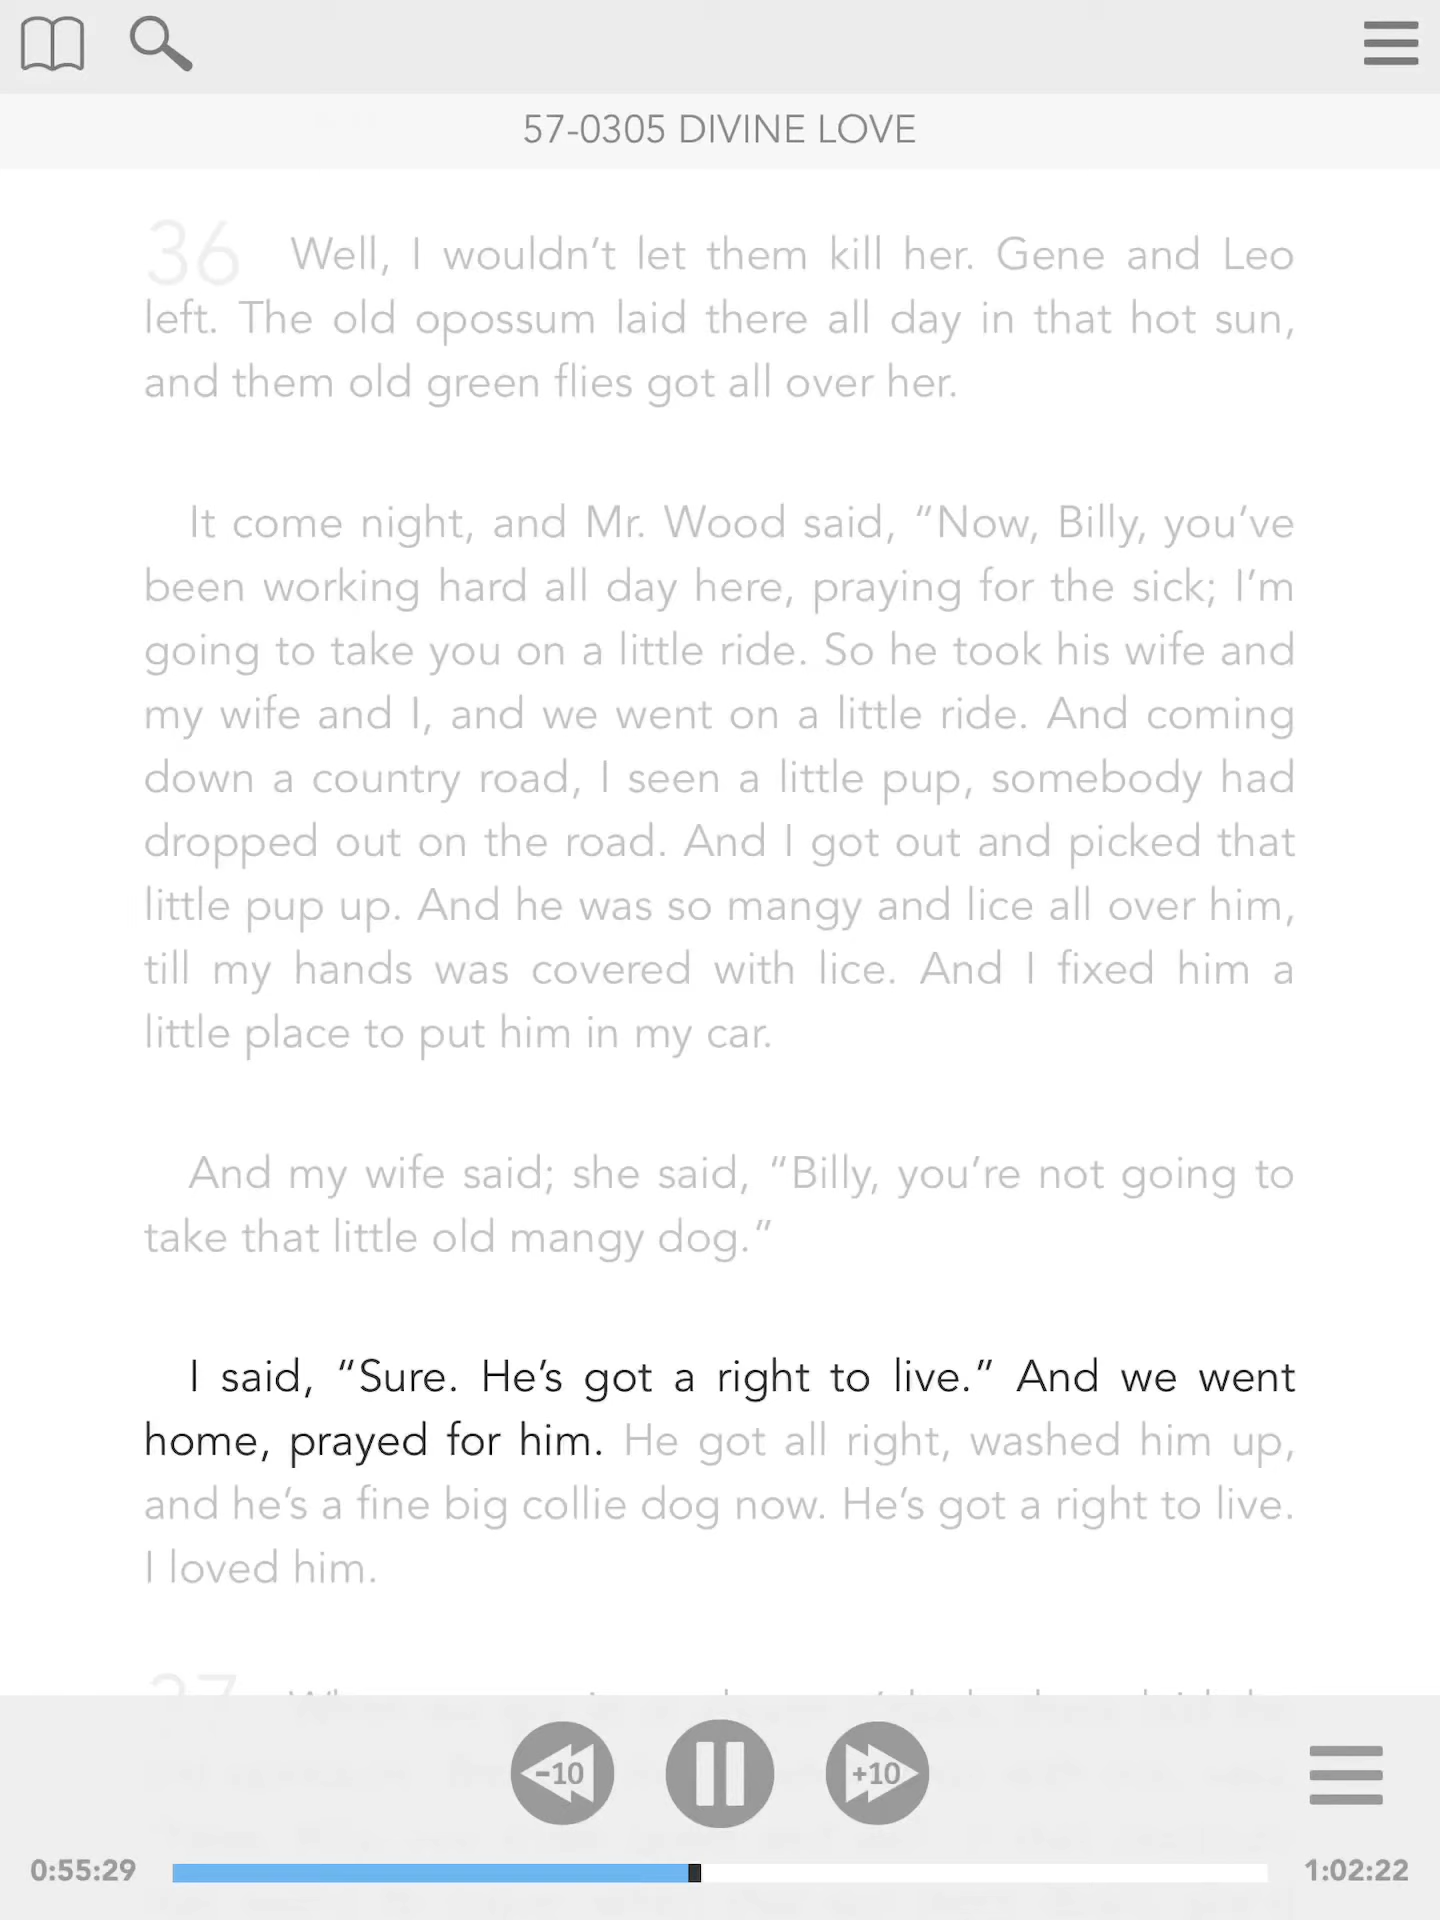 57-0305 DIVINE LOVE
36 Well, I wouldn’t let them kill her. Gene and Leo
left. The old opossum laid there all day in that hot sun,
and them old green flies got all over her.
It come night, and Mr. Wood said, “Now, Billy, you’ve
been working hard all day here, praying for the sick; I’m
going to take you on a little ride. So he took his wife and
my wife and I, and we went on a little ride. And coming
down a country road, I seen a little pup, somebody had
dropped out on the road. And I got out and picked that
little pup up. And he was so mangy and lice all over him,
till my hands was covered with lice. And I fixed him a
little place to put him in my car.
And my wife said; she said, “Billy, you’re not going to
take that little old mangy dog.”
I said, “Sure. He’s got a right to live.” And we went
home, prayed for him. He got all right, washed him up,
and he’s a fine big collie dog now. He’s got a right to live.
I loved him.
37
-10 +10
0:55:29 1:02:22